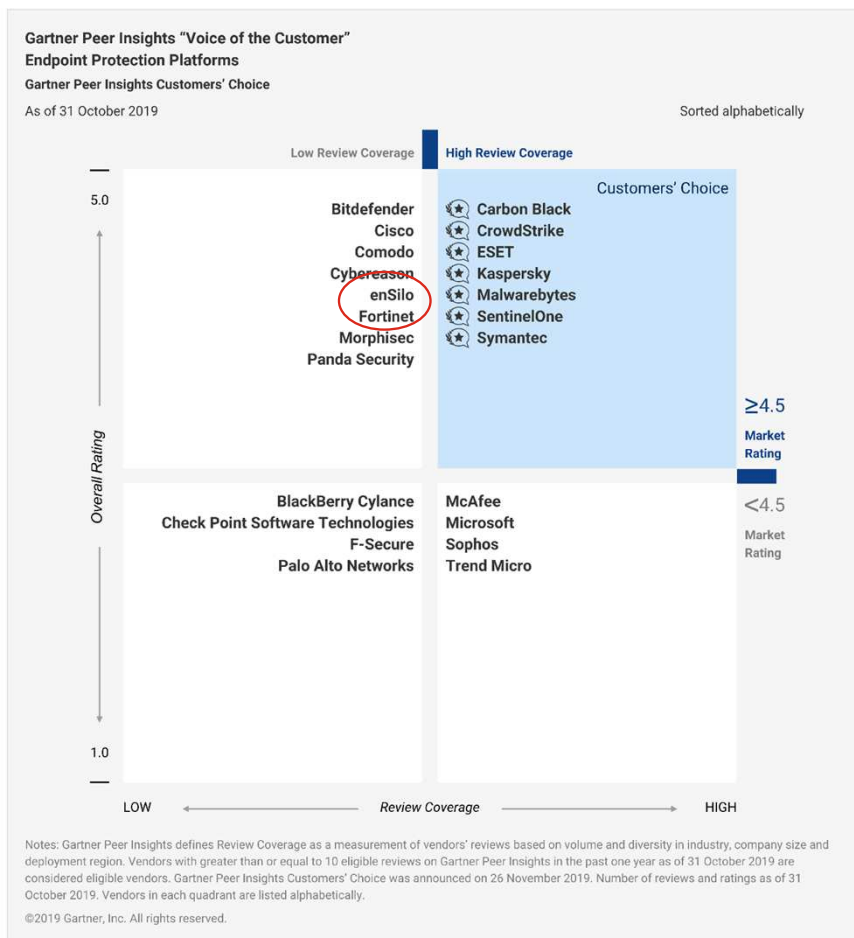 Gartner Peer Insights “Voice of the Customer”
Endpoint Protection Platforms
Gartner Peer Insights Customers’ Choice
As of 31 October 2019
Sorted alphabetically
Low Review Coverage
High Review Coverage
5.0
Customers’ Choice
Bitdefender
Cisco
Comodo
Cybereason
enSilo
Fortinet
Morphisec
Panda Security
Carbon Black
CrowdStrike
ESET
Kaspersky
Malwarebytes
SentinelOne
Symantec
≥4.5
Market
Rating
Overall Rating
BlackBerry Cylance
Check Point Software Technologies
F-Secure
Palo Alto Networks
McAfee
Microsoft
Sophos
Trend Micro
<4.5
Market
Rating
1.0
LOW
Review Coverage
HIGH
Notes: Gartner Peer Insights defines Review Coverage as a measurement of vendors’ reviews based on volume and diversity in industry, company size and
deployment region. Vendors with greater than or equal to 10 eligible reviews on Gartner Peer Insights in the past one year as of 31 October 2019 are
considered eligible vendors. Gartner Peer Insights Customers’ Choice was announced on 26 November 2019. Number of reviews and ratings as of 31
October 2019. Vendors in each quadrant are listed alphabetically.
©2019 Gartner, Inc. All rights reserved.